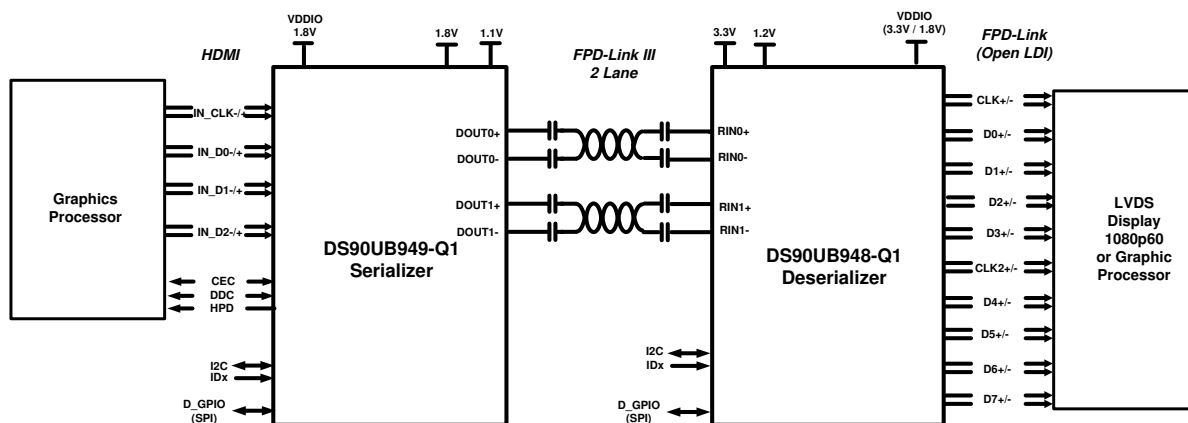 VDDIO
1.8V
1.8V
1.1V
3.3V
1.2V
VDDIO
(3.3V / 1.8V)
HDMI
FPD-Link III
2 Lane
FPD-Link
(Open LDI)
Graphics
Processor
IN_CLK-/+
IN_D0-/+
IN_D1-/+
IN_D2-/+
CEC
DDC
HPD
I2C
IDx
D_GPIO
(SPI)
DOUT0+
DOUT0-
DOUT1+
DOUT1-
DS90UB949-Q1
Serializer
RIN0+
RIN0-
RIN1+
RIN1-
DS90UB948-Q1
Deserializer
I2C
IDx
D_GPIO
(SPI)
CLK+/-
D0+/-
D1+/-
D2+/-
D3+/-
CLK2+/-
D4+/-
D5+/-
D6+/-
D7+/-
LVDS
Display
1080p60
or Graphic
Processor